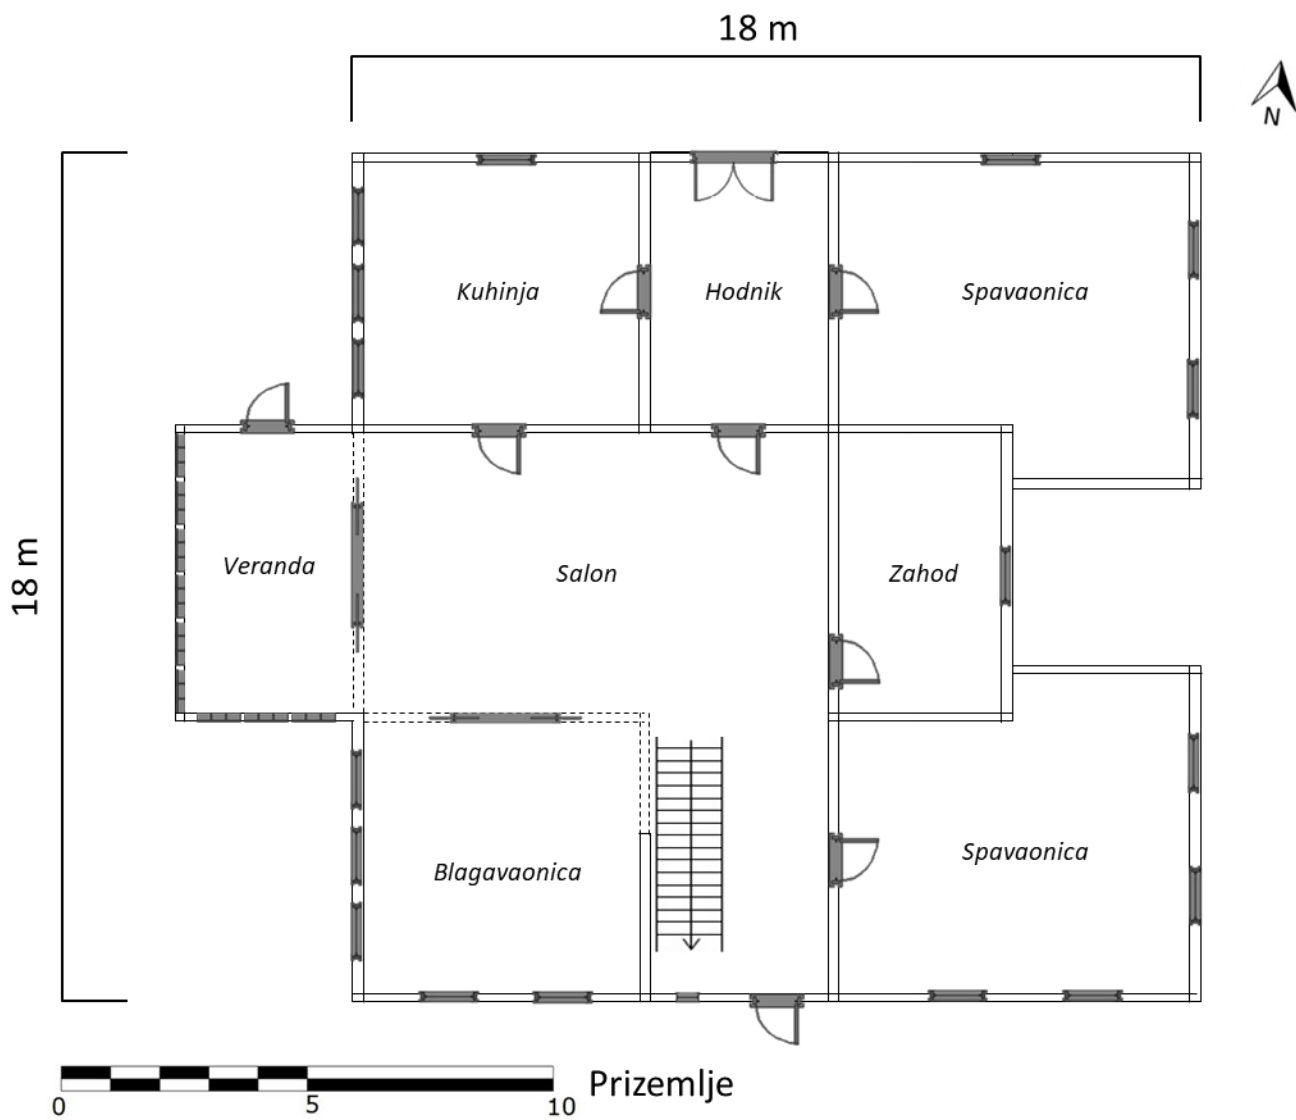 18 m
N
Kuhinja
Hodnik
Spavaonica
18 m
Veranda
Salon
Zahod
Blagavaonica
Spavaonica
0 5 10
Prizemlje